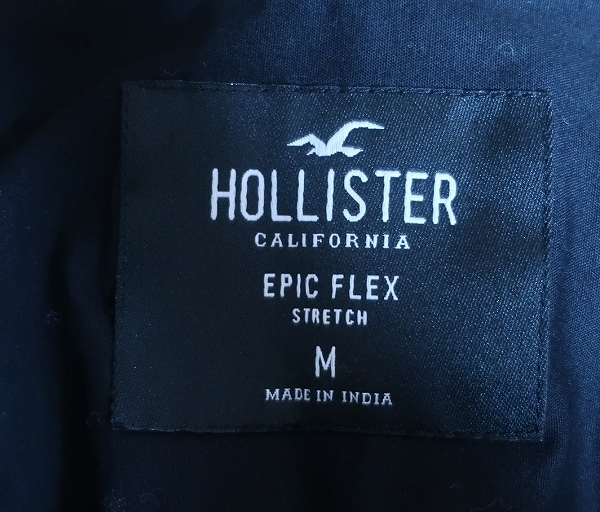 HOLLISTER
CALIFORNIA
EPIC FLEX
STRETCH
M
MADE IN INDIA